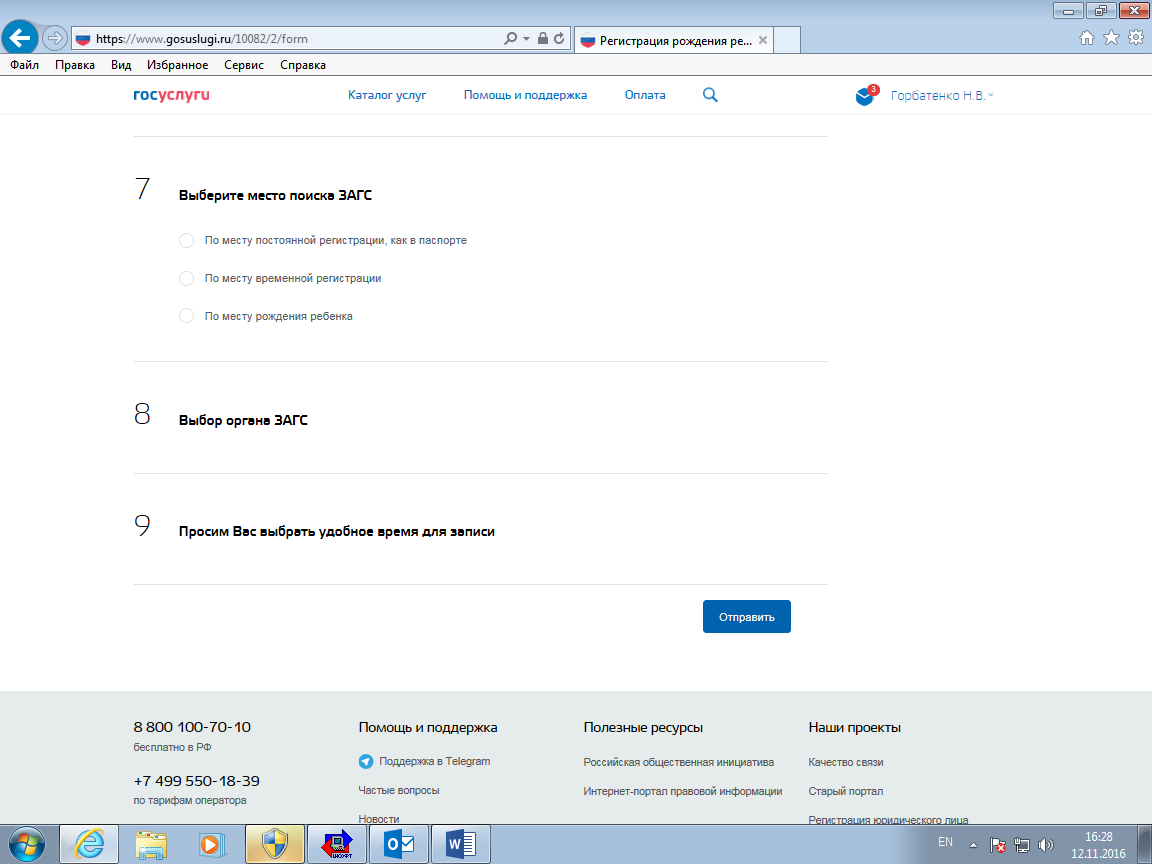 https://www.gosuslugi.ru/10082/2/form
Регистрация рождения ре...
Файл Правка Вид Избранное Сервис Справка
госуслуги Каталог услуг Помощь и поддержка Оплата 3 Горбатенко Н.В.
7 Выберите место поиска ЗАГС
По месту постоянной регистрации, как в паспорте
По месту временной регистрации
По месту рождения ребенка
8 Выбор органа ЗАГС
9 Просим Вас выбрать удобное время для записи
Отправить
8 800 100-70-10 Помощь и поддержка Полезные ресурсы Наши проекты
бесплатно в РФ Поддержка в Telegram Российская общественная инициатива Качество связи
+7 499 550-18-39 Частые вопросы Интернет-портал правовой информации Старый портал
по тарифам оператора Новости Регистрация юридического лица
EN 16:28
12.11.2016